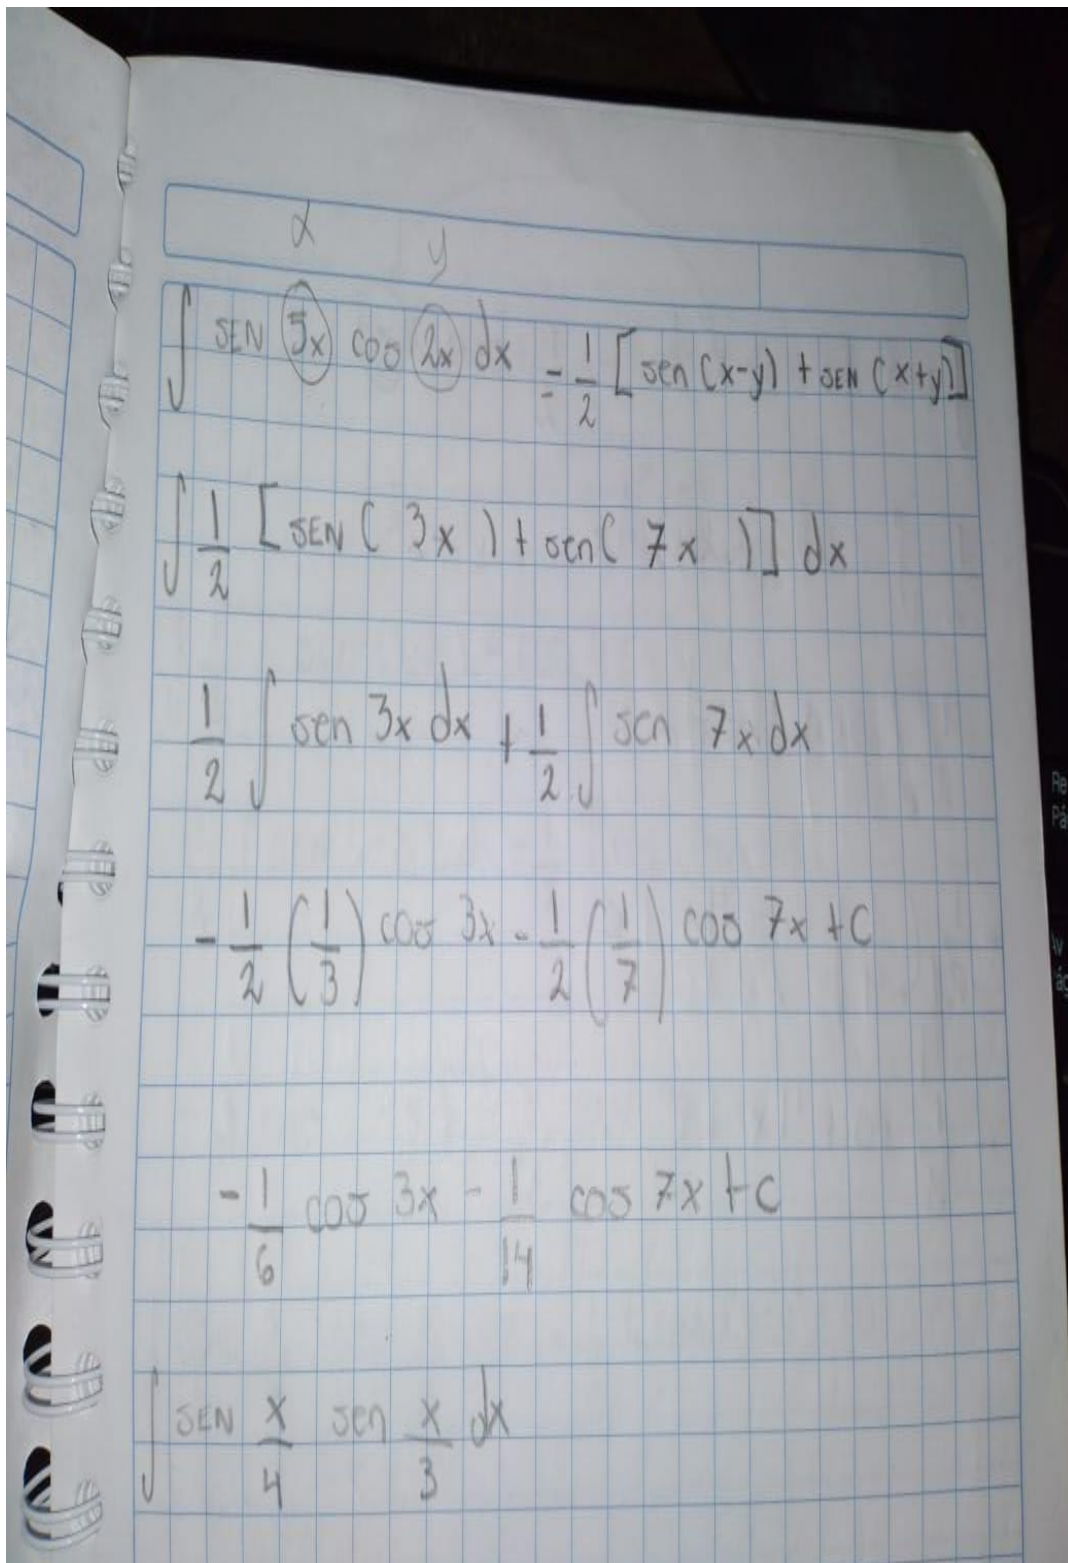 x y
∫ SEN 5x cos 2x dx = 1/2 [sen(x-y) + SEN (x+y)]
∫ 1/2 [SEN( 3x ) + sen( 7x )] dx
1/2 ∫ sen 3x dx + 1/2 ∫ sen 7x dx
- 1/2 (1/3) cos 3x - 1/2 (1/7) cos 7x + C
- 1/6 cos 3x - 1/14 cos 7x + C
∫ SEN x/4 sen x/3 dx